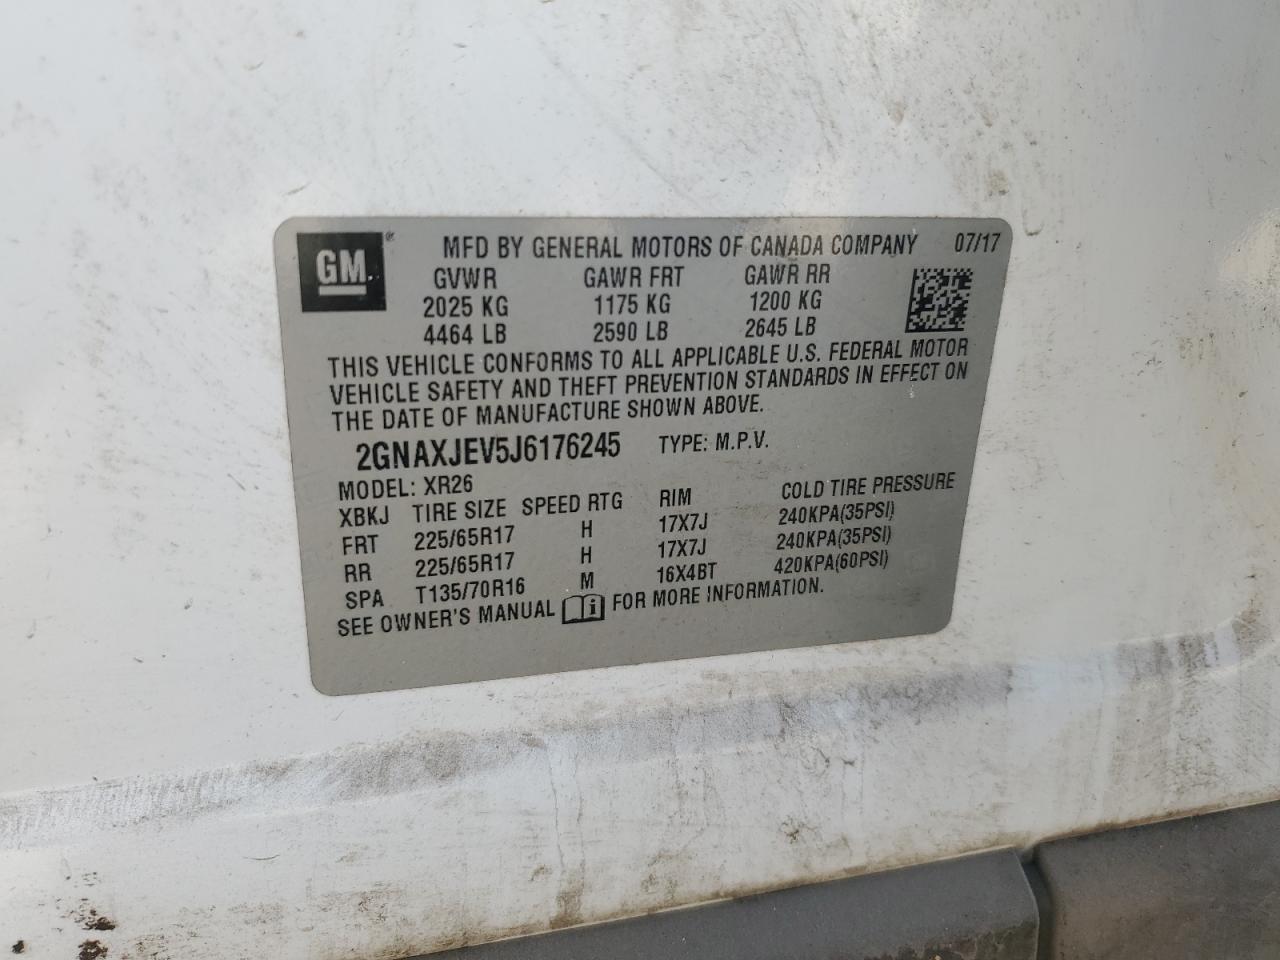 GM ® MFD BY GENERAL MOTORS OF CANADA COMPANY 07/17
GVWR GAWR FRT GAWR RR
2025 KG 1175 KG 1200 KG
4464 LB 2590 LB 2645 LB
THIS VEHICLE CONFORMS TO ALL APPLICABLE U.S. FEDERAL MOTOR
VEHICLE SAFETY AND THEFT PREVENTION STANDARDS IN EFFECT ON
THE DATE OF MANUFACTURE SHOWN ABOVE.
2GNAXJEV5J6176245 TYPE: M.P.V.
MODEL: XR26
XBKJ TIRE SIZE SPEED RTG RIM COLD TIRE PRESSURE
FRT 225/65R17 H 17X7J 240KPA(35PSI)
RR 225/65R17 H 17X7J 240KPA(35PSI)
SPA T135/70R16 M 16X4BT 420KPA(60PSI)
SEE OWNER'S MANUAL i FOR MORE INFORMATION.